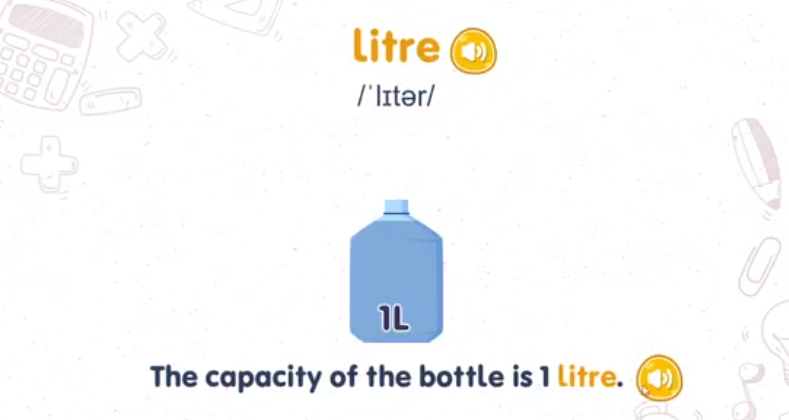 litre
/ˈlɪtər/
1L
The capacity of the bottle is 1 litre.